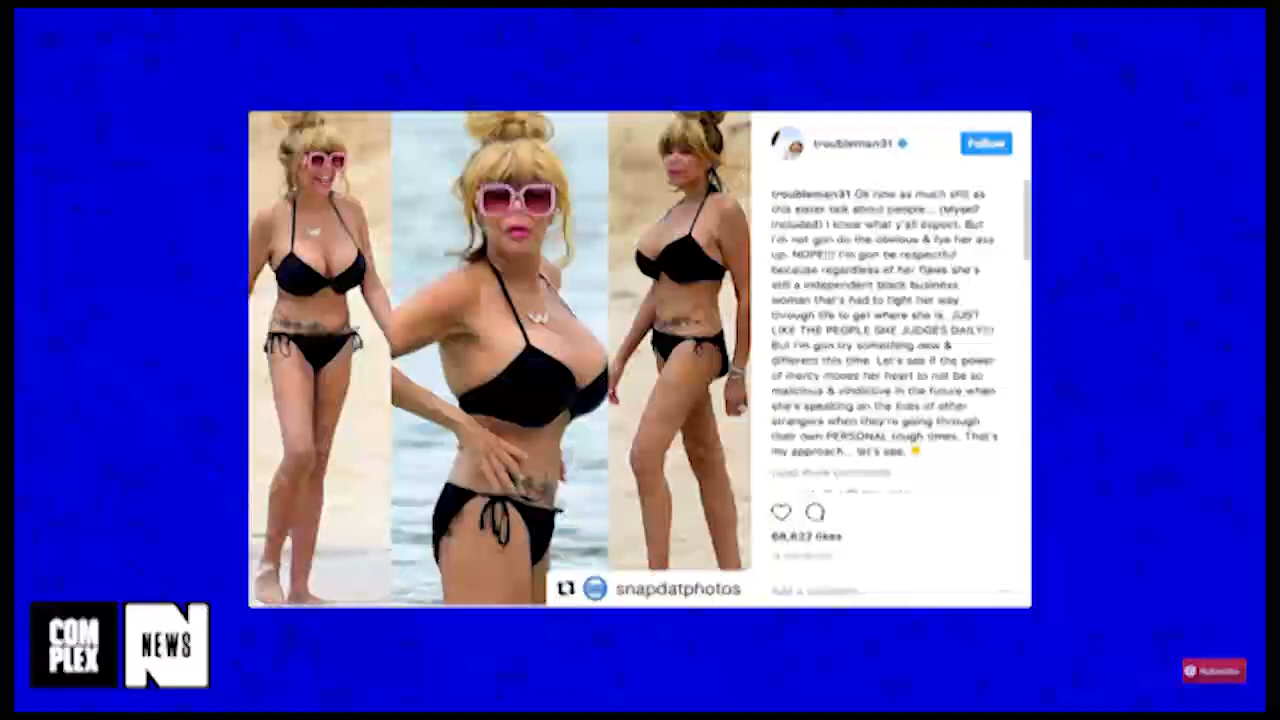 troubleman31
Follow
troubleman31 Ok now as much shit as
this sister talk about people... (Myself
included) I know what y'all expect. But
I'm not gon do the obvious & her ass
up. NOPE!!! I'm gon be respectful
because regardless of her flaws she's
still a independent black business
woman that's had to fight her way
through life to get where she is. JUST
LIKE THE PEOPLE SHE JUDGES DAILY!!!
But I'm gon try something new &
different this time. Let's see if the power
of mercy moves her heart to not be so
malicious & vindictive in the future when
she's speaking on the lives of other
strangers when they're going through
their own PERSONAL tough times. That's
my approach... let's see.
likes
Add a comment...
snapdatphotos
COM
PLEX
NEWS
Subscribe